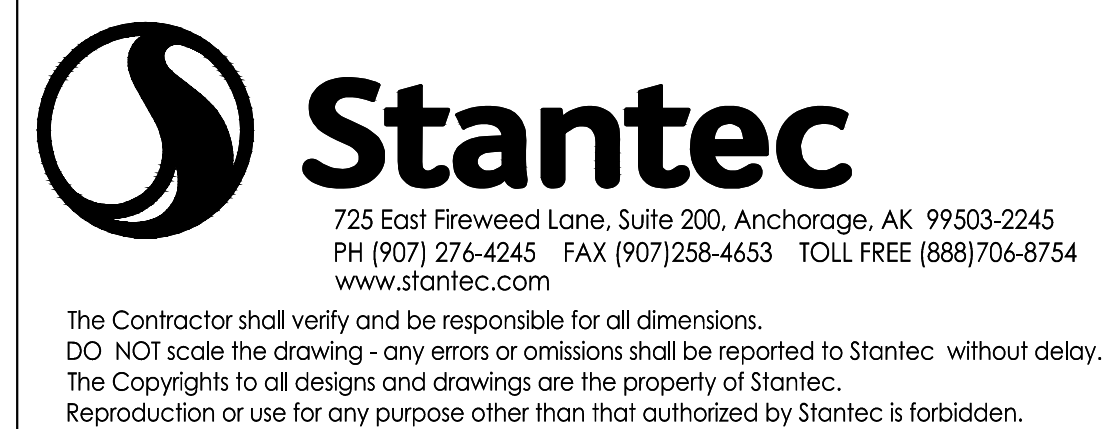 Stantec
725 East Fireweed Lane, Suite 200, Anchorage, AK  99503-2245
PH (907) 276-4245    FAX (907)258-4653    TOLL FREE (888)706-8754
www.stantec.com
The Contractor shall verify and be responsible for all dimensions.
DO  NOT scale the drawing - any errors or omissions shall be reported to Stantec  without delay.
The Copyrights to all designs and drawings are the property of Stantec.
Reproduction or use for any purpose other than that authorized by Stantec is forbidden.